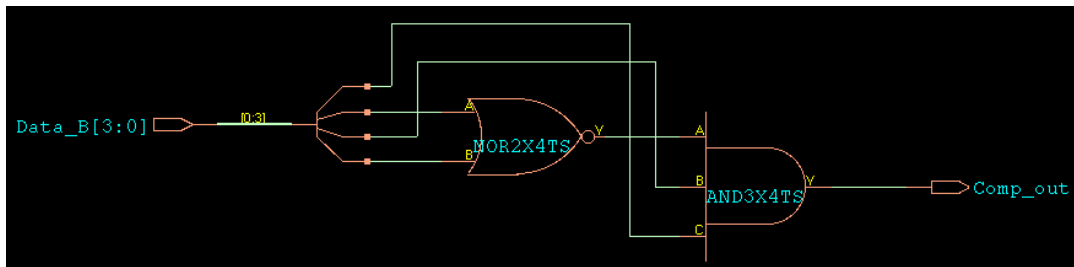 Data_B[3:0]
[0:3]
A
B
NOR2X4TS
Y
A
B
C
AND3X4TS
Y
Comp_out